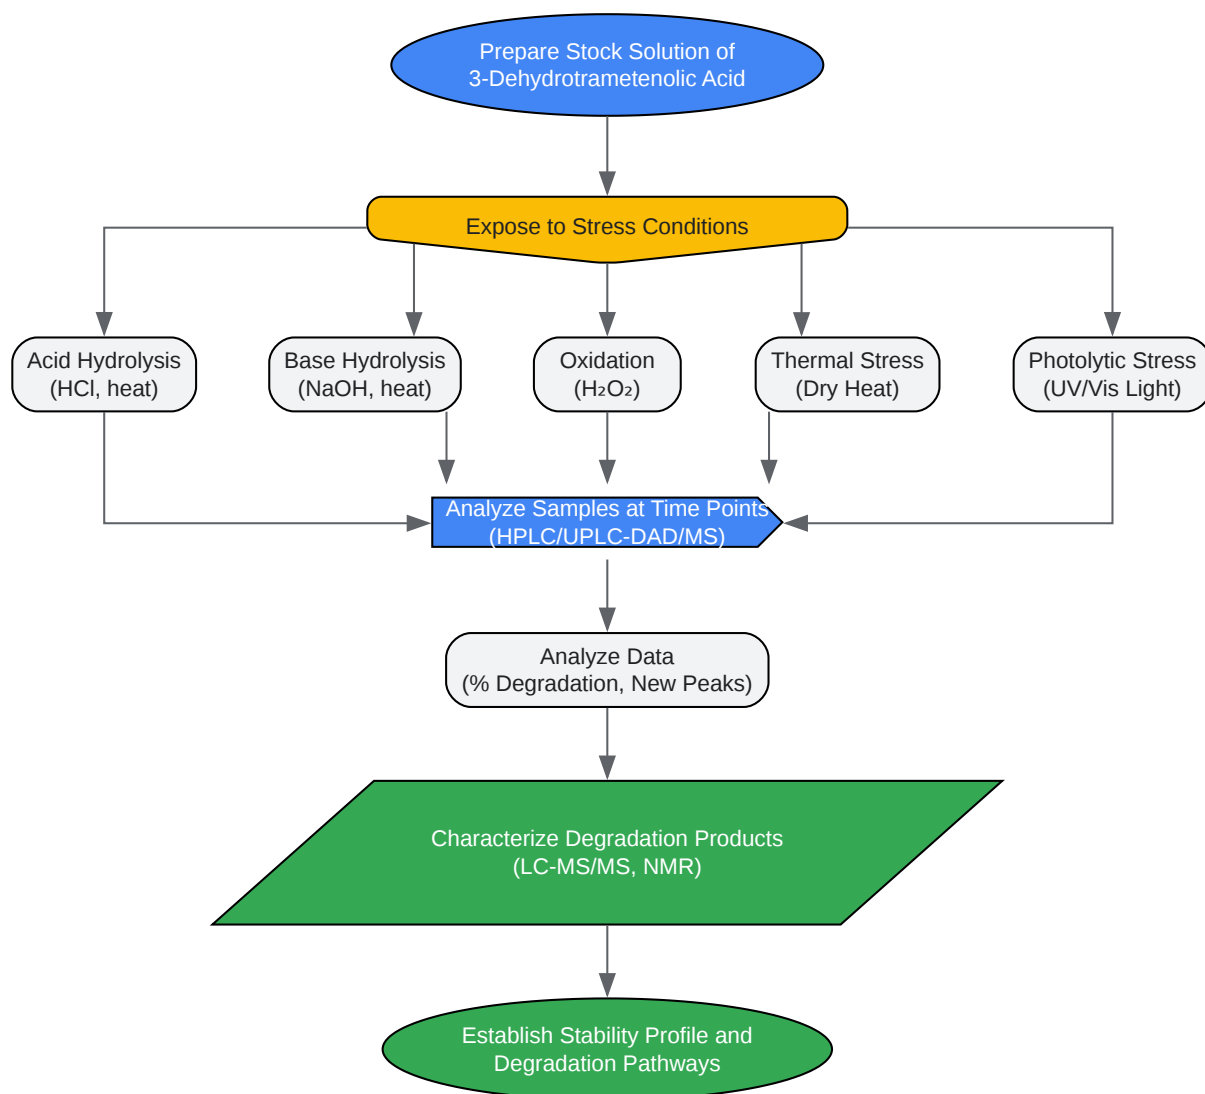 Prepare Stock Solution of
3-Dehydrotrametenolic Acid
Expose to Stress Conditions
Acid Hydrolysis
(HCl, heat)
Base Hydrolysis
(NaOH, heat)
Oxidation
(H₂O₂)
Thermal Stress
(Dry Heat)
Photolytic Stress
(UV/Vis Light)
Analyze Samples at Time Points
(HPLC/UPLC-DAD/MS)
Analyze Data
(% Degradation, New Peaks)
Characterize Degradation Products
(LC-MS/MS, NMR)
Establish Stability Profile and
Degradation Pathways